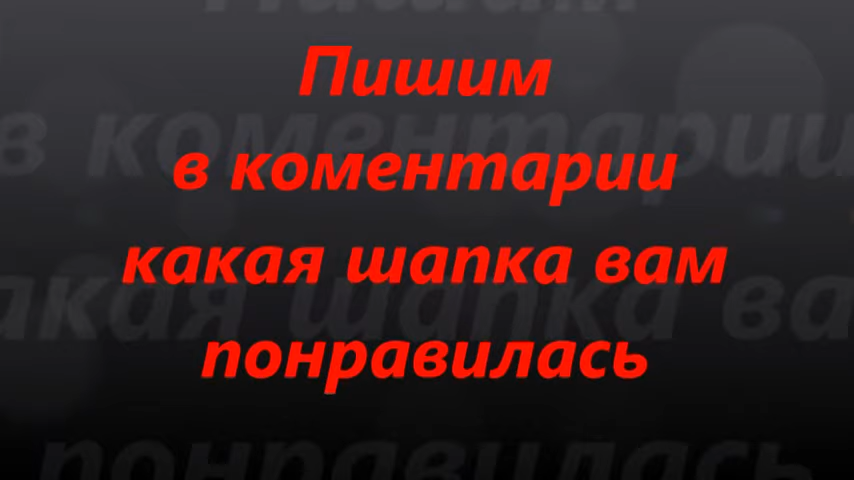 Пишим
в коментарии
какая шапка вам
понравилась